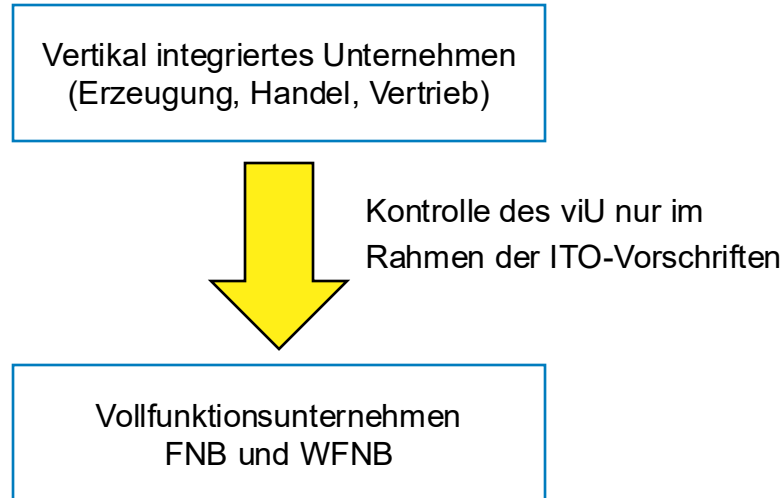 Vertikal integriertes Unternehmen
(Erzeugung, Handel, Vertrieb)
Kontrolle des viU nur im
Rahmen der ITO-Vorschriften
Vollfunktionsunternehmen
FNB und WFNB